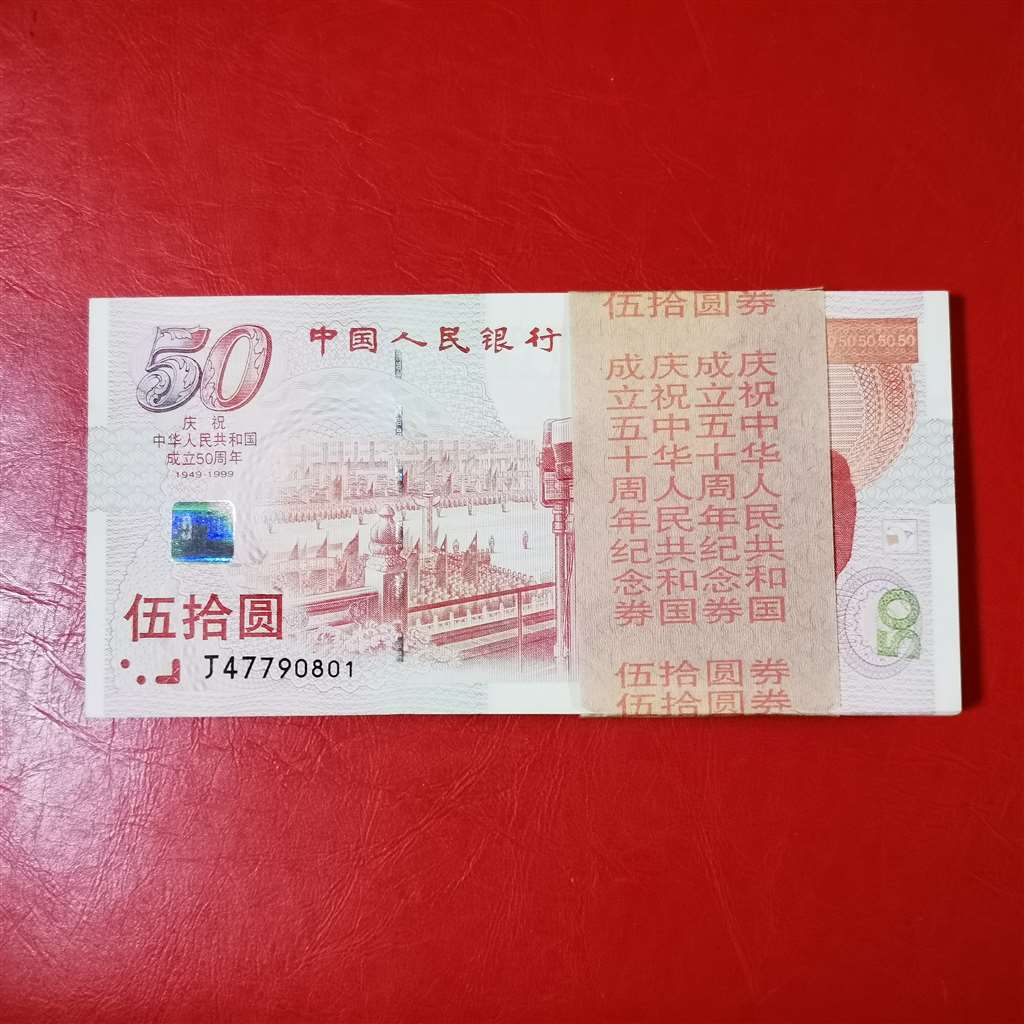 50
中国人民银行
庆祝
中华人民共和国
成立50周年
1949-1999
伍拾圆
J47790801
伍拾圆券
庆祝中华人民共和国
成立五十周年纪念券
庆祝中华人民共和国
成立五十周年纪念券
伍拾圆券
伍拾圆券
50 50 50 50
50